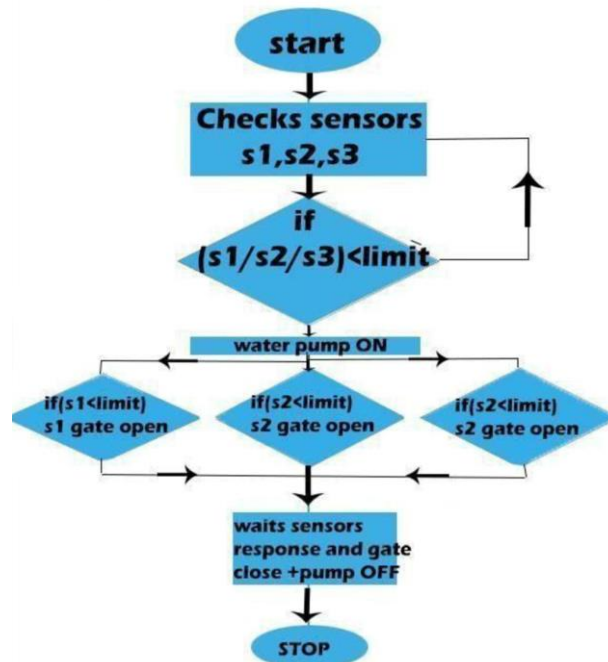 start
Checks sensors
s1,s2,s3
if
(s1/s2/s3)<limit
water pump ON
if(s1<limit)
s1 gate open
if(s2<limit)
s2 gate open
if(s2<limit)
s2 gate open
waits sensors
response and gate
close +pump OFF
STOP